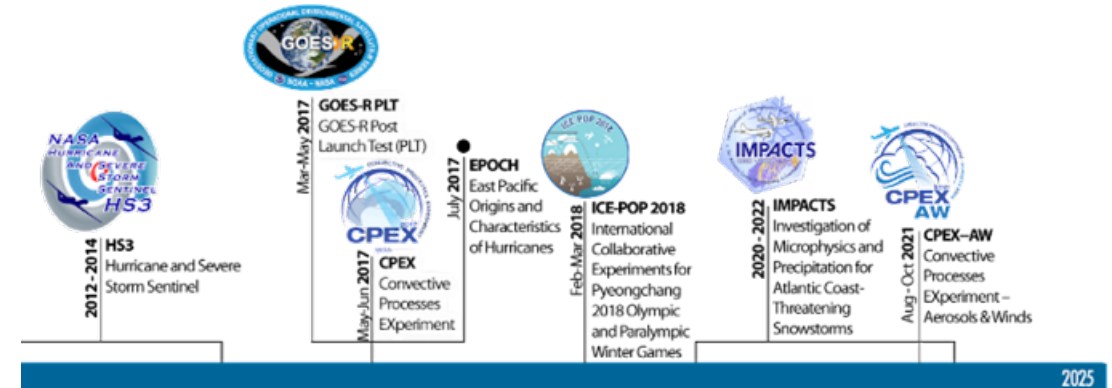 NASA
HURRICANE
AND SEVERE
STORM
SENTINEL
HS3
2012 - 2014
HS3
Hurricane and Severe
Storm Sentinel
GOES-R
NOAA - NASA
Mar-May 2017
GOES-R PLT
GOES-R Post
Launch Test (PLT)
CPEX
May-Jun 2017
CPEX
Convective
Processes
EXperiment
July 2017
EPOCH
East Pacific
Origins and
Characteristics
of Hurricanes
ICE-POP 2018
Feb-Mar 2018
ICE-POP 2018
International
Collaborative
Experiments for
Pyeongchang
2018 Olympic
and Paralympic
Winter Games
IMPACTS
2020 - 2022
IMPACTS
Investigation of
Microphysics and
Precipitation for
Atlantic Coast-
Threatening
Snowstorms
CPEX
AW
Aug - Oct 2021
CPEX–AW
Convective
Processes
EXperiment –
Aerosols & Winds
2025